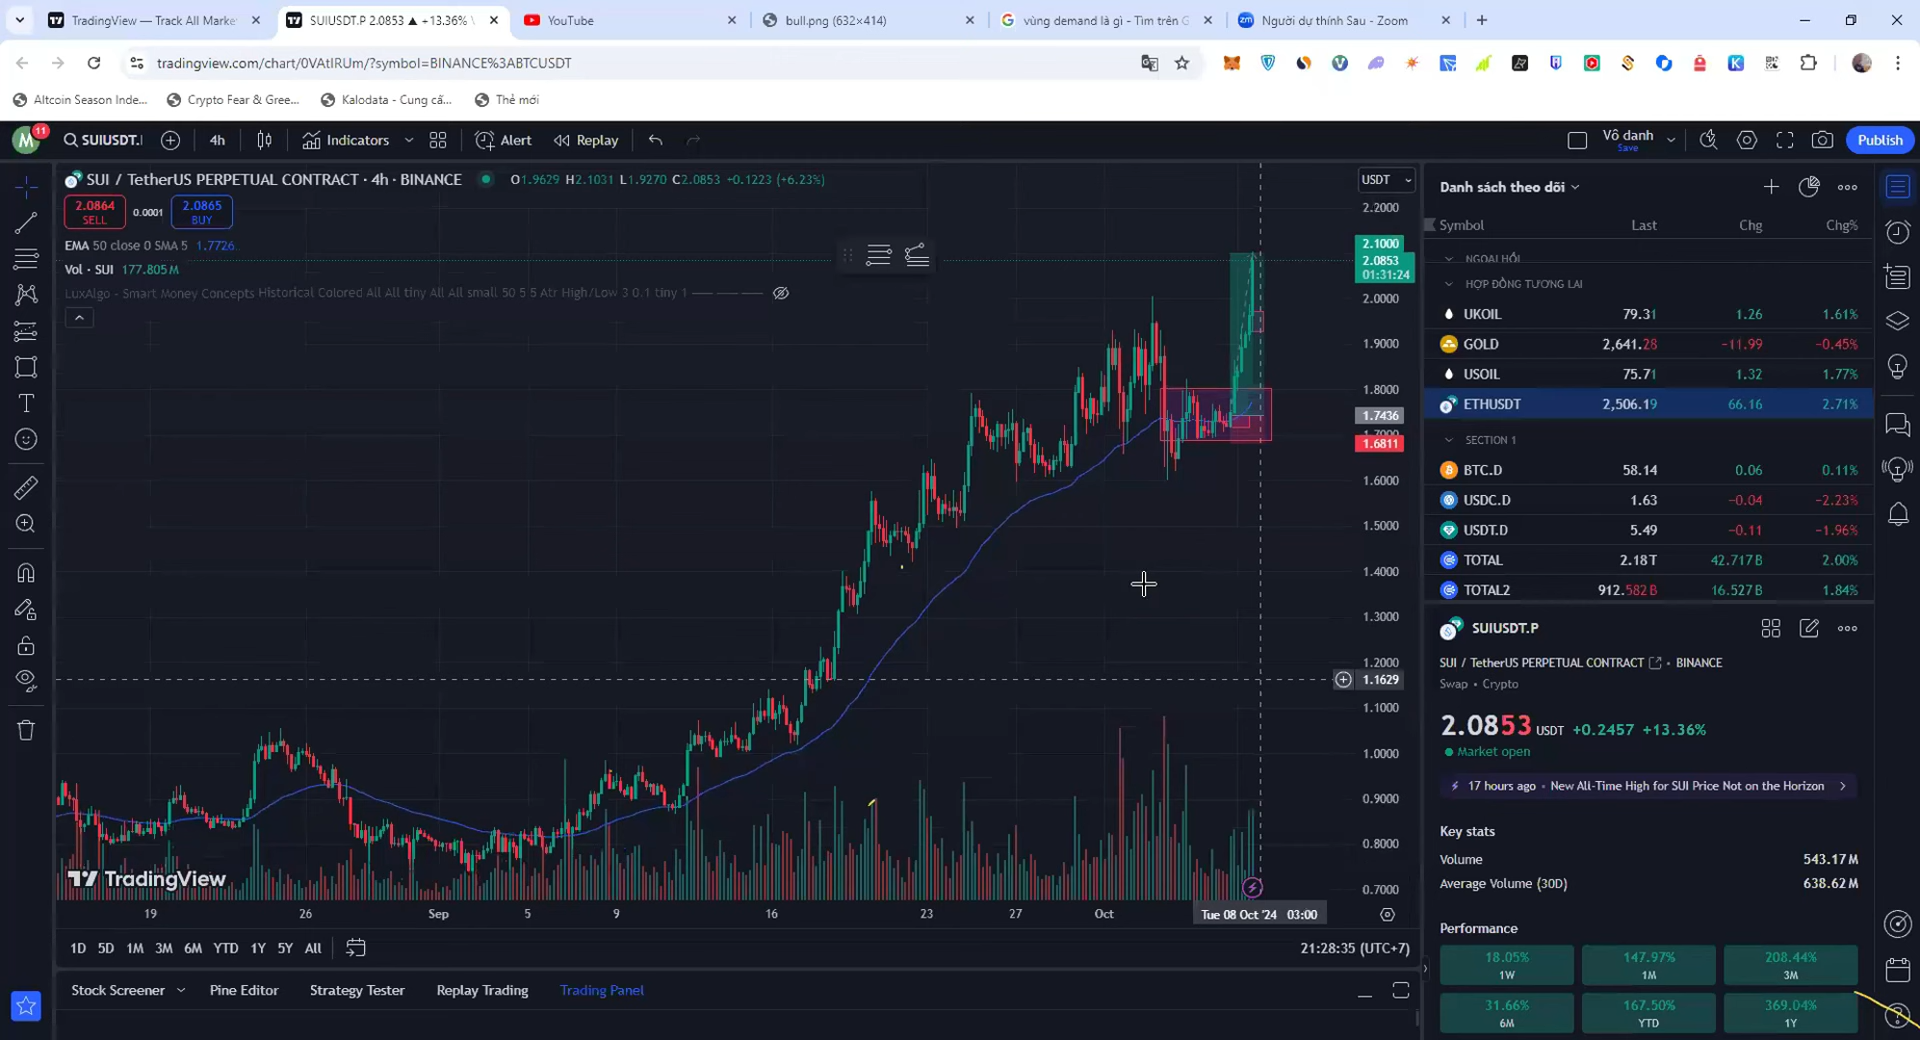 TradingView — Track All Marke
SUIUSDT.P 2.0853 ▲ +13.36%
YouTube
bull.png (632×414)
vùng demand là gì - Tìm trên G
Người dự thính Sau - Zoom
tradingview.com/chart/0VAtlRUm/?symbol=BINANCE%3ABTCUSDT
Altcoin Season Inde...
Crypto Fear & Gree...
Kalodata - Cung cấ...
Thẻ mới
M 11
SUIUSDT.
4h
Indicators
Alert
Replay
Vô danh
Save
Publish
SUI / TetherUS PERPETUAL CONTRACT · 4h · BINANCE
O1.9629 H2.1031 L1.9270 C2.0853 +0.1223 (+6.23%)
2.0864
SELL
0.0001
2.0865
BUY
EMA 50 close 0 SMA 5 1.7726
Vol · SUI 177.805M
LuxAlgo - Smart Money Concepts Historical Colored All All tiny All All small 50 5 5 Atr High/Low 3 0.1 tiny 1
USDT
2.2000
2.1000
2.0853
01:31:24
2.0000
1.9000
1.8000
1.7436
1.7000
1.6811
1.6000
1.5000
1.4000
1.3000
1.2000
1.1629
1.1000
1.0000
0.9000
0.8000
0.7000
TradingView
19
26
Sep
5
9
16
23
27
Oct
Tue 08 Oct '24 03:00
1D 5D 1M 3M 6M YTD 1Y 5Y All
21:28:35 (UTC+7)
Stock Screener
Pine Editor
Strategy Tester
Replay Trading
Trading Panel
Danh sách theo dõi
Symbol Last Chg Chg%
NGOẠI HỐI
HỢP ĐỒNG TƯƠNG LAI
UKOIL 79.31 1.26 1.61%
GOLD 2,641.28 −11.99 −0.45%
USOIL 75.71 1.32 1.77%
ETHUSDT 2,506.19 66.16 2.71%
SECTION 1
BTC.D 58.14 0.06 0.11%
USDC.D 1.63 −0.04 −2.23%
USDT.D 5.49 −0.11 −1.96%
TOTAL 2.18T 42.717B 2.00%
TOTAL2 912.582B 16.527B 1.84%
SUIUSDT.P
SUI / TetherUS PERPETUAL CONTRACT • BINANCE
Swap • Crypto
2.0853 USDT +0.2457 +13.36%
Market open
17 hours ago • New All-Time High for SUI Price Not on the Horizon
Key stats
Volume 543.17M
Average Volume (30D) 638.62M
Performance
18.05%
1W
147.97%
1M
208.44%
3M
31.66%
6M
167.50%
YTD
369.04%
1Y